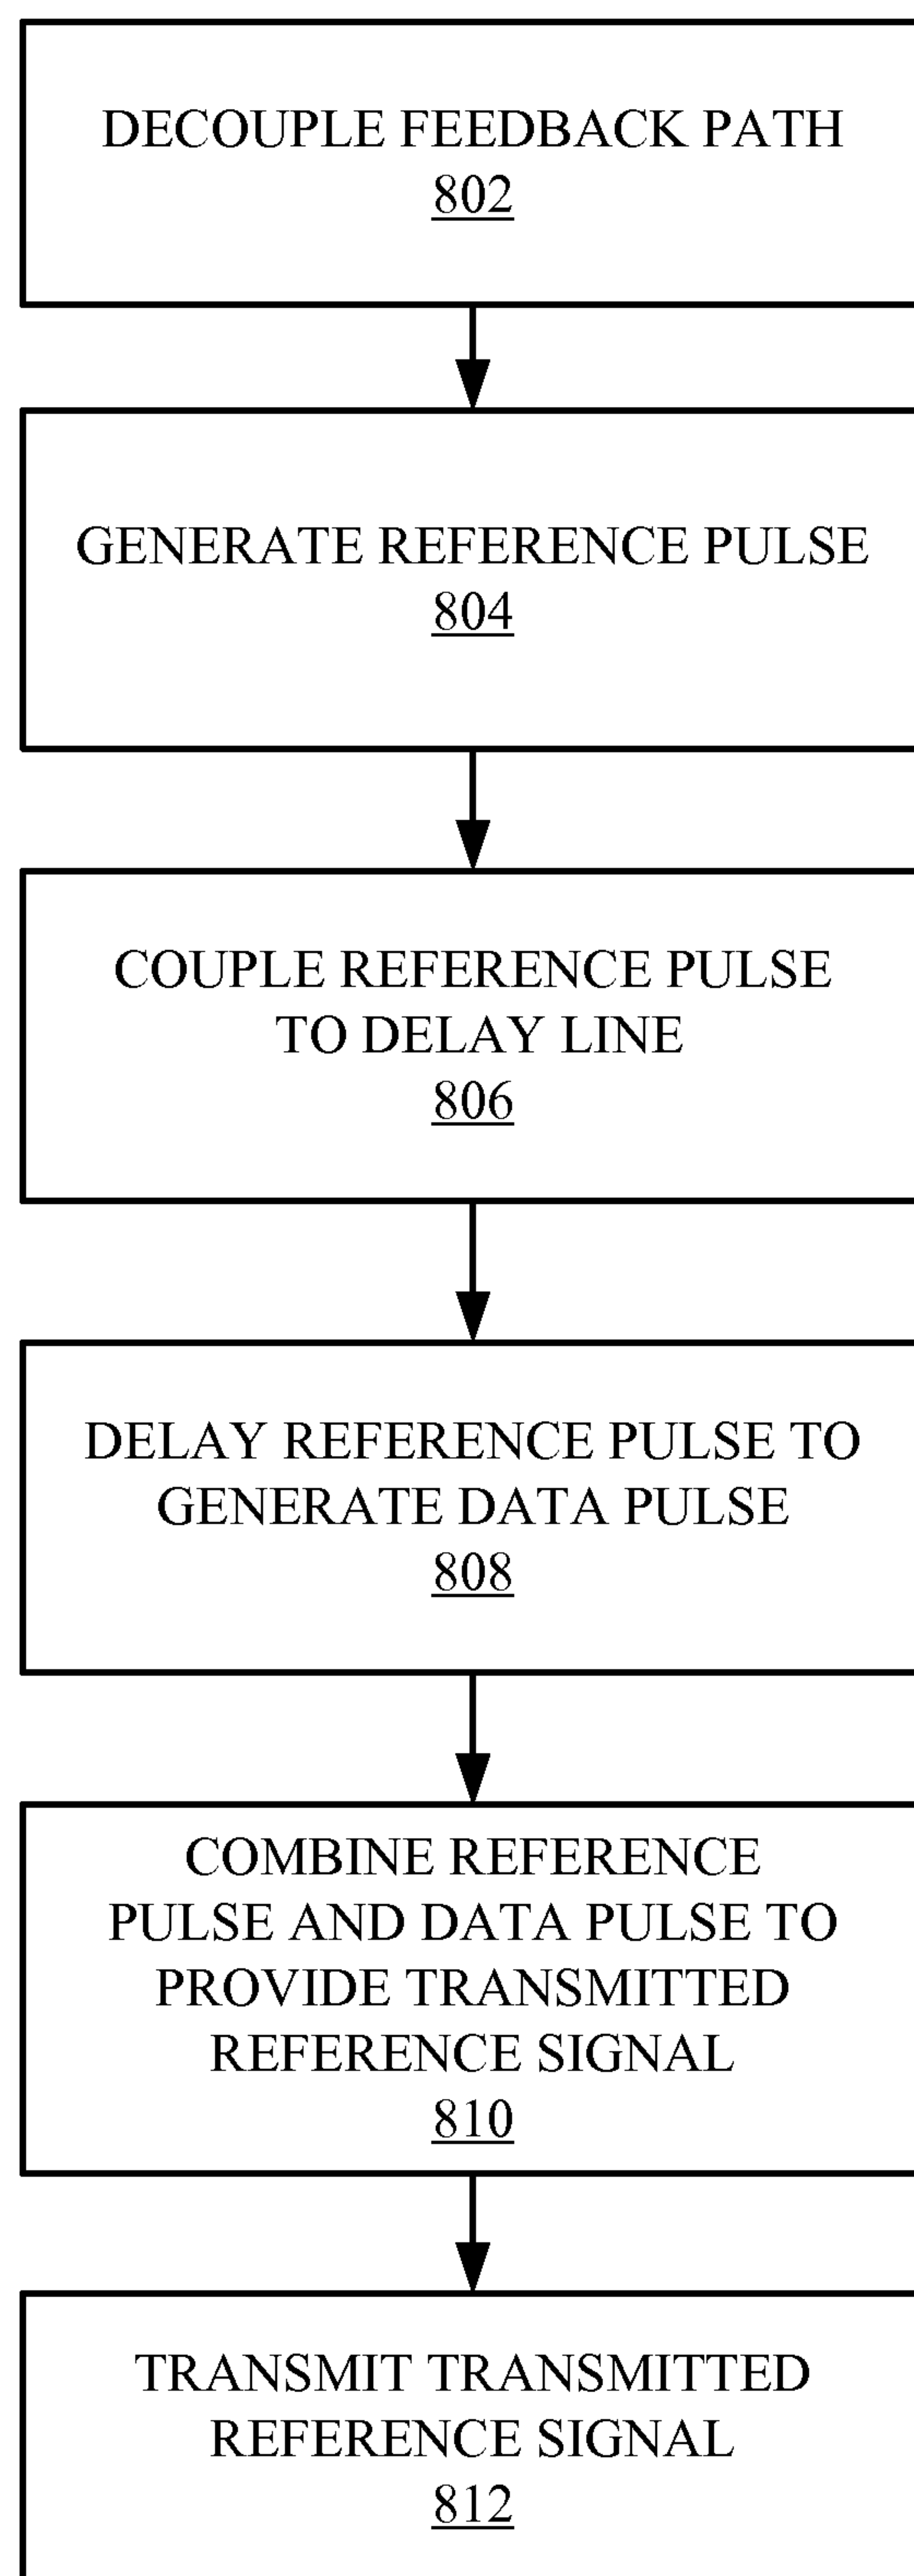 DECOUPLE FEEDBACK PATH
802
GENERATE REFERENCE PULSE
804
COUPLE REFERENCE PULSE
TO DELAY LINE
806
DELAY REFERENCE PULSE TO
GENERATE DATA PULSE
808
COMBINE REFERENCE
PULSE AND DATA PULSE TO
PROVIDE TRANSMITTED
REFERENCE SIGNAL
810
TRANSMIT TRANSMITTED
REFERENCE SIGNAL
812